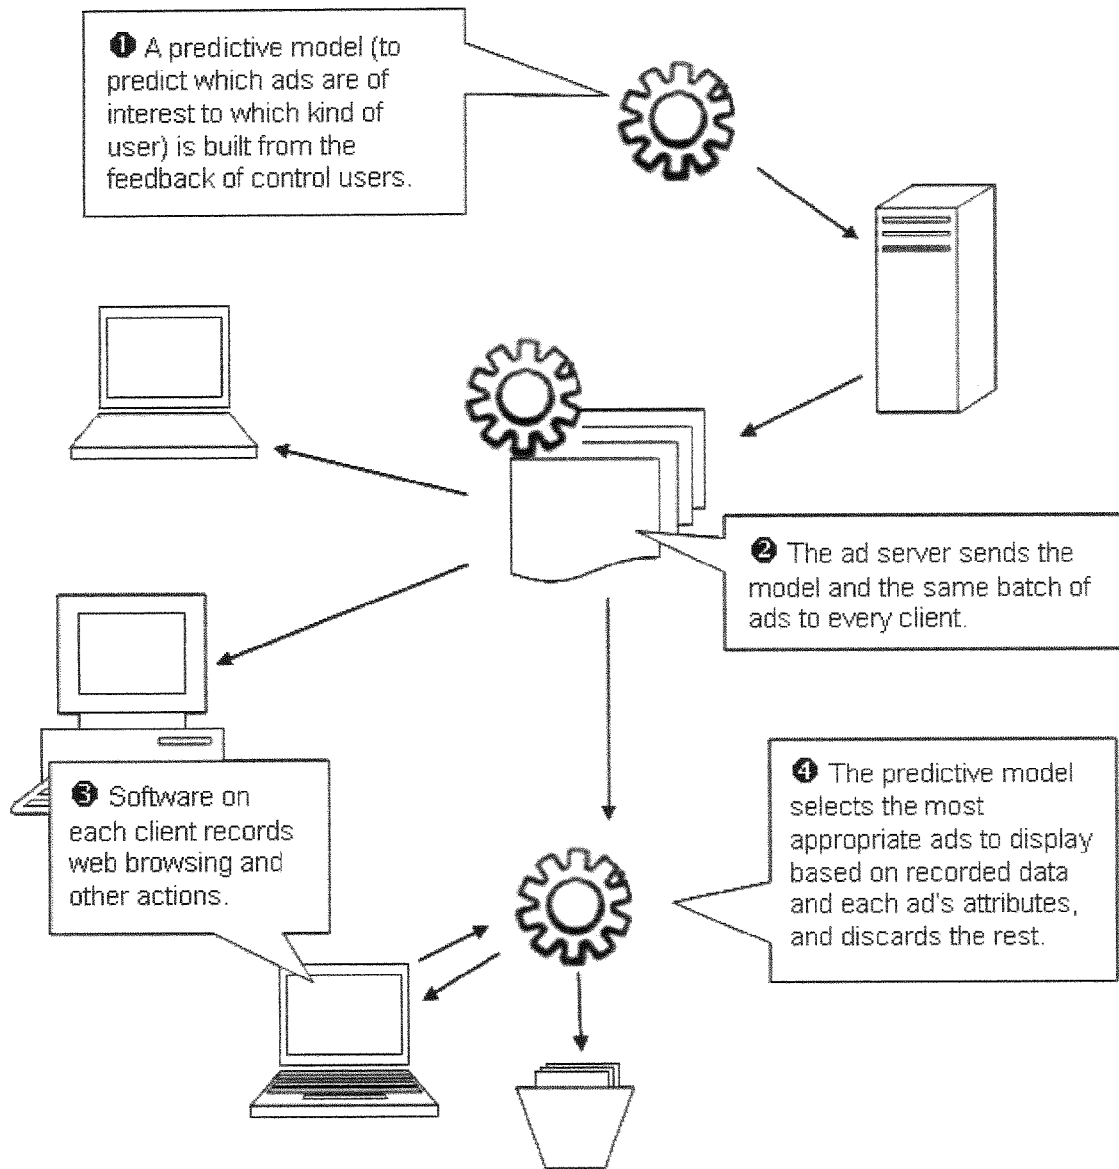 ❶ A predictive model (to
predict which ads are of
interest to which kind of
user) is built from the
feedback of control users.
❷ The ad server sends the
model and the same batch of
ads to every client.
❸ Software on
each client records
web browsing and
other actions.
❹ The predictive model
selects the most
appropriate ads to display
based on recorded data
and each ad's attributes,
and discards the rest.